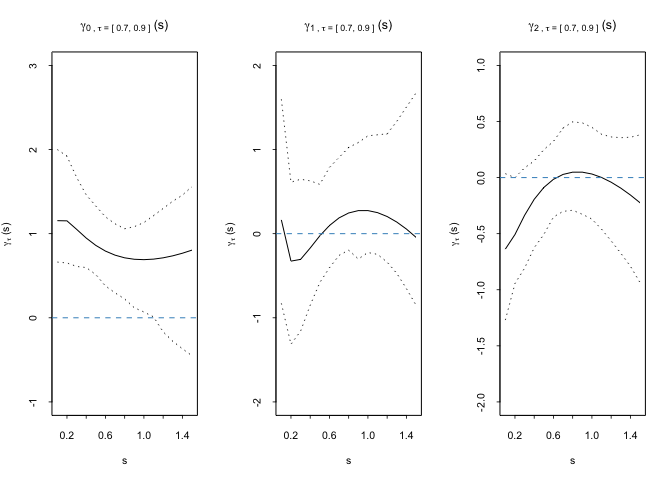 γ0 , τ = [ 0.7, 0.9 ] (s)
γτ (s)
3
2
1
0
-1
0.2 0.6 1.0 1.4
s
γ1 , τ = [ 0.7, 0.9 ] (s)
γτ (s)
2
1
0
-1
-2
0.2 0.6 1.0 1.4
s
γ2 , τ = [ 0.7, 0.9 ] (s)
γτ (s)
1.0
0.5
0.0
-0.5
-1.0
-1.5
-2.0
0.2 0.6 1.0 1.4
s